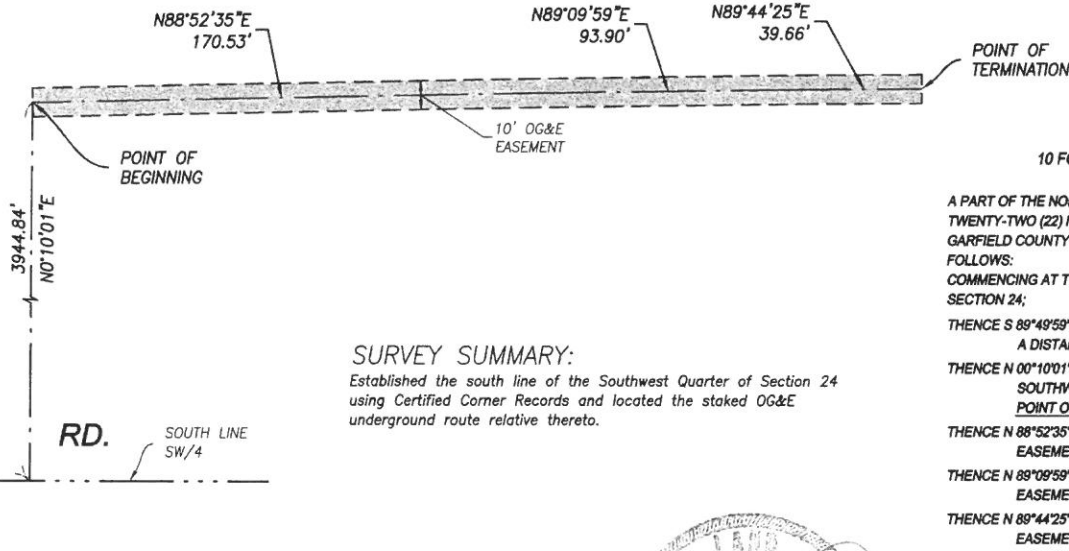 N88°52'35"E
170.53'
N89°09'59"E
93.90'
N89°44'25"E
39.66'
POINT OF
TERMINATION
10' OG&E
EASEMENT
POINT OF
BEGINNING
3944.84'
N0°10'01"E
SURVEY SUMMARY:
Established the south line of the Southwest Quarter of Section 24
using Certified Corner Records and located the staked OG&E
underground route relative thereto.
RD.
SOUTH LINE
SW/4
10 FO
A PART OF THE NO
TWENTY-TWO (22) 
GARFIELD COUNTY
FOLLOWS:
COMMENCING AT T
SECTION 24;
THENCE S 89°49'59"
A DISTA
THENCE N 00°10'01"
SOUTHW
POINT O
THENCE N 88°52'35"
EASEME
THENCE N 89°09'59"
EASEME
THENCE N 89°44'25"
EASEME
LAND